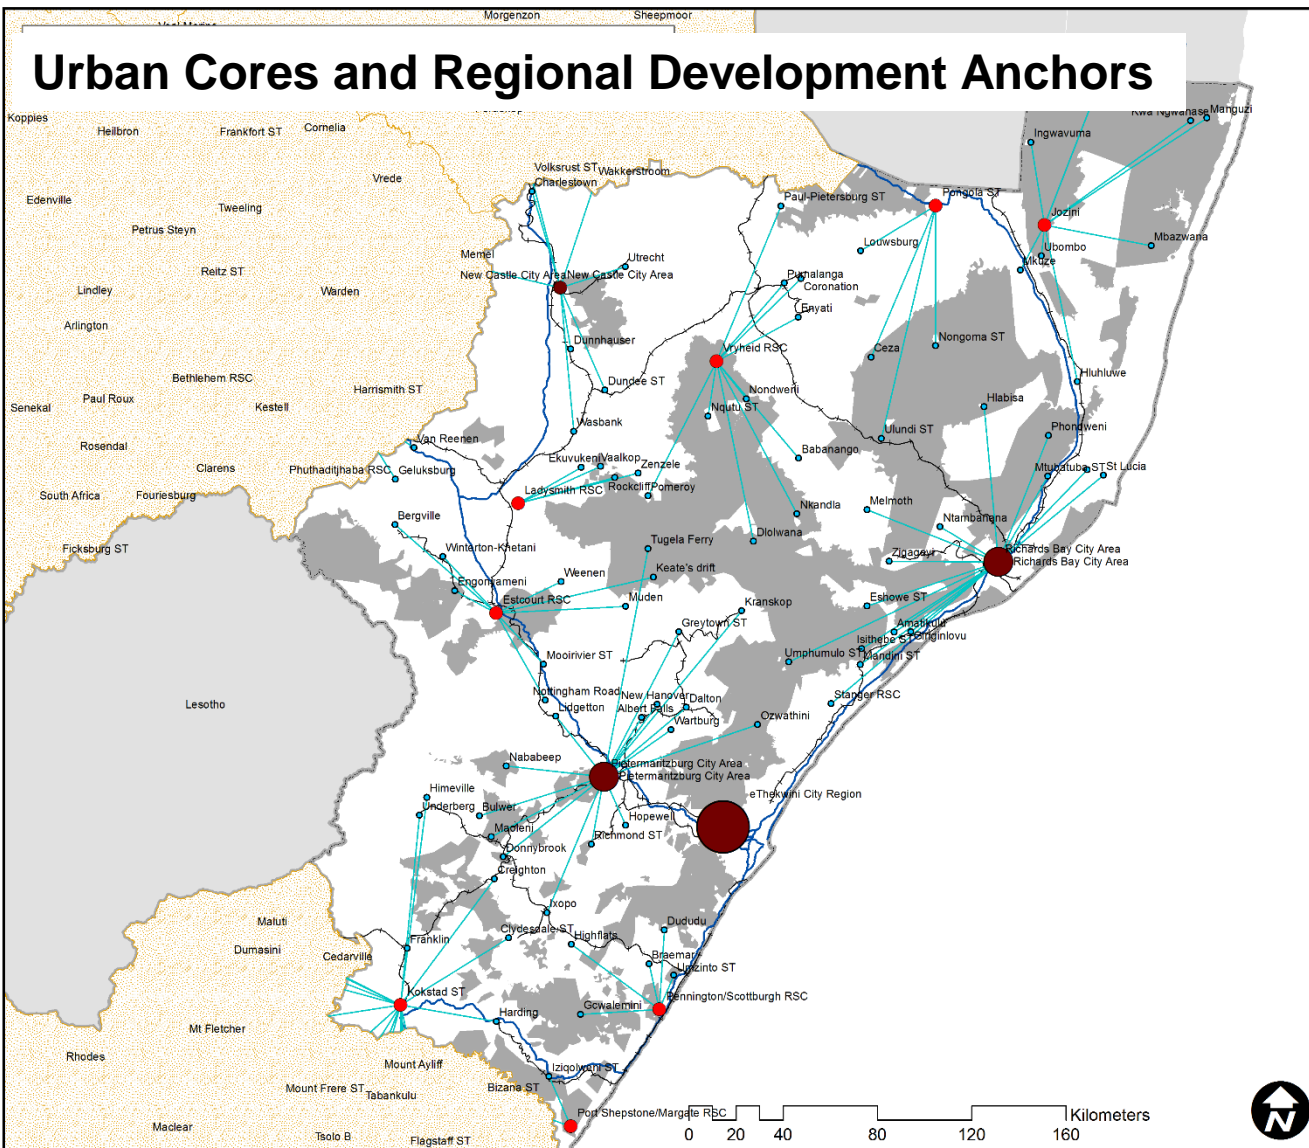 Morgenzon
Sheepmoor
Urban Cores and Regional Development Anchors
Koppies
Heilbron
Frankfort ST
Cornelia
Kwa Ngwanase
Manguzi
Ingwavuma
Volksrust ST
Wakkerstroom
Charlestown
Vrede
Edenville
Tweeling
Paul-Pietersburg ST
Pongola ST
Jozini
Petrus Steyn
Louwsburg
Ubombo
Mbazwana
Memel
Utrecht
Mkuze
Reitz ST
New Castle City Area
New Castle City Area
Coronation
Lindley
Warden
Enyati
Arlington
Dunnhauser
Vryheid RSC
Ceza
Nongoma ST
Bethlehem RSC
Harrismith ST
Dundee ST
Hluhluwe
Senekal
Paul Roux
Kestell
Nondweni
Nqutu ST
Hlabisa
Rosendal
Wasbank
Ulundi ST
Phondweni
Van Reenen
Babanango
Clarens
Phuthaditjhaba RSC
Geluksburg
Ekuvukeni
Vaalkop
Zenzele
Mtubatuba ST
St Lucia
South Africa
Fouriesburg
Ladysmith RSC
Rockcliff
Pomeroy
Melmoth
Bergville
Nkandla
Ntambanana
Ficksburg ST
Winterton-Khetani
Tugela Ferry
Dlolwana
Richards Bay City Area
Richards Bay City Area
Weenen
Keate's drift
Engonyameni
Estcourt RSC
Muden
Kranskop
Eshowe ST
Greytown ST
Amatikulu
Isithebe ST
Mooirivier ST
Umphumulo ST
Mandini ST
Nottingham Road
New Hanover
Dalton
Stanger RSC
Lesotho
Lidgetton
Albert Falls
Wartburg
Ozwathini
Nababeep
Pietermaritzburg City Area
Pietermaritzburg City Area
Himeville
eThekwini City Region
Underberg
Bulwer
Hopewell
Richmond ST
Donnybrook
Creighton
Ixopo
Maluti
Clydesdale ST
Highflats
Dududu
Dumasini
Cedarville
Franklin
Braemar
Umzinto ST
Kokstad ST
Pennington/Scottburgh RSC
Gcwalemini
Harding
Mt Fletcher
Rhodes
Mount Ayliff
Iziqolweni ST
Mount Frere ST
Tabankulu
Bizana ST
Maclear
Tsolo B
Flagstaff ST
Port Shepstone/Margate RSC
Kilometers
0 20 40 80 120 160
N